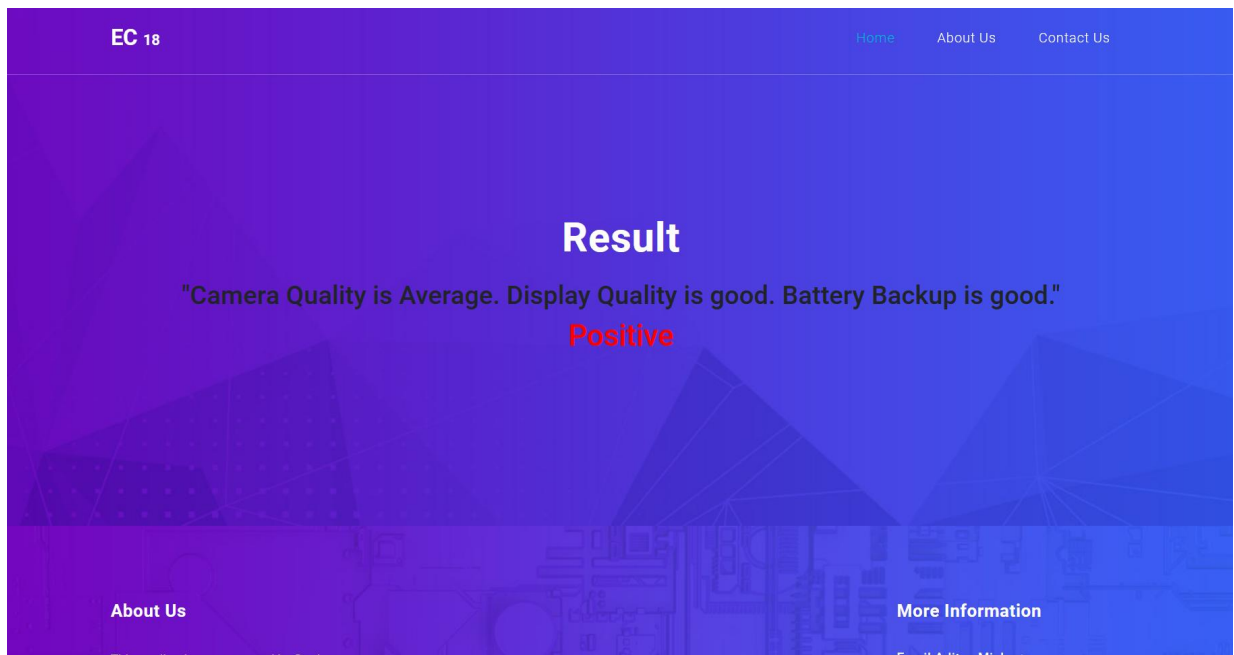 EC 18
Home About Us Contact Us
Result
"Camera Quality is Average. Display Quality is good. Battery Backup is good."
Positive
About Us More Information